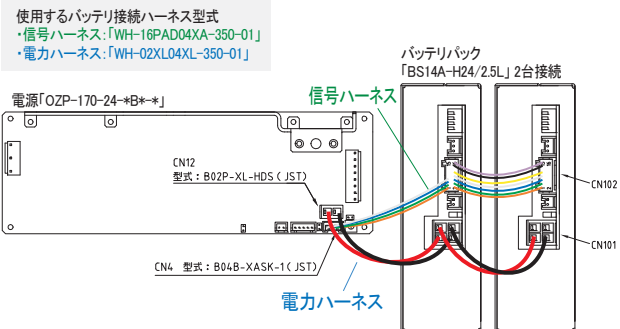 使用するバッテリ接続ハーネス型式
・信号ハーネス：「WH-16PAD04XA-350-01」
・電力ハーネス：「WH-02XL04XL-350-01」
バッテリパック
「BS14A-H24/2.5L」 2台接続
電源「OZP-170-24-*B*-*」
信号ハーネス
CN12
型式：B02P-XL-HDS（JST）
CN102
CN101
CN4 型式：B04B-XASK-1（JST）
電力ハーネス